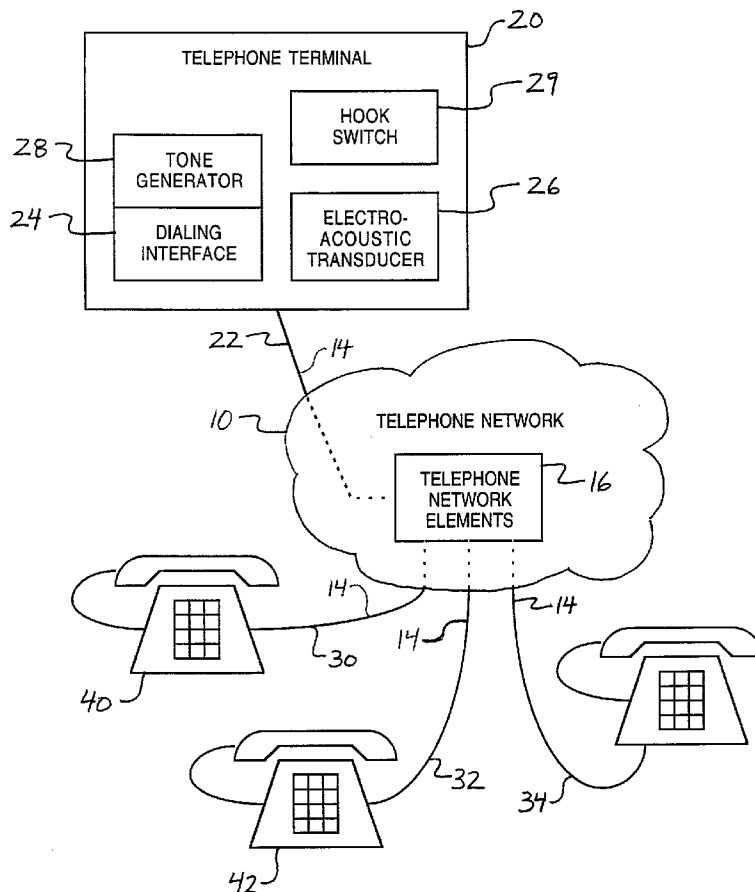 20
TELEPHONE TERMINAL
29
HOOK
SWITCH
28
TONE
GENERATOR
26
24
DIALING
INTERFACE
ELECTRO-
ACOUSTIC
TRANSDUCER
22
14
10
TELEPHONE NETWORK
TELEPHONE
NETWORK
ELEMENTS
16
14
14
14
30
40
32
34
42